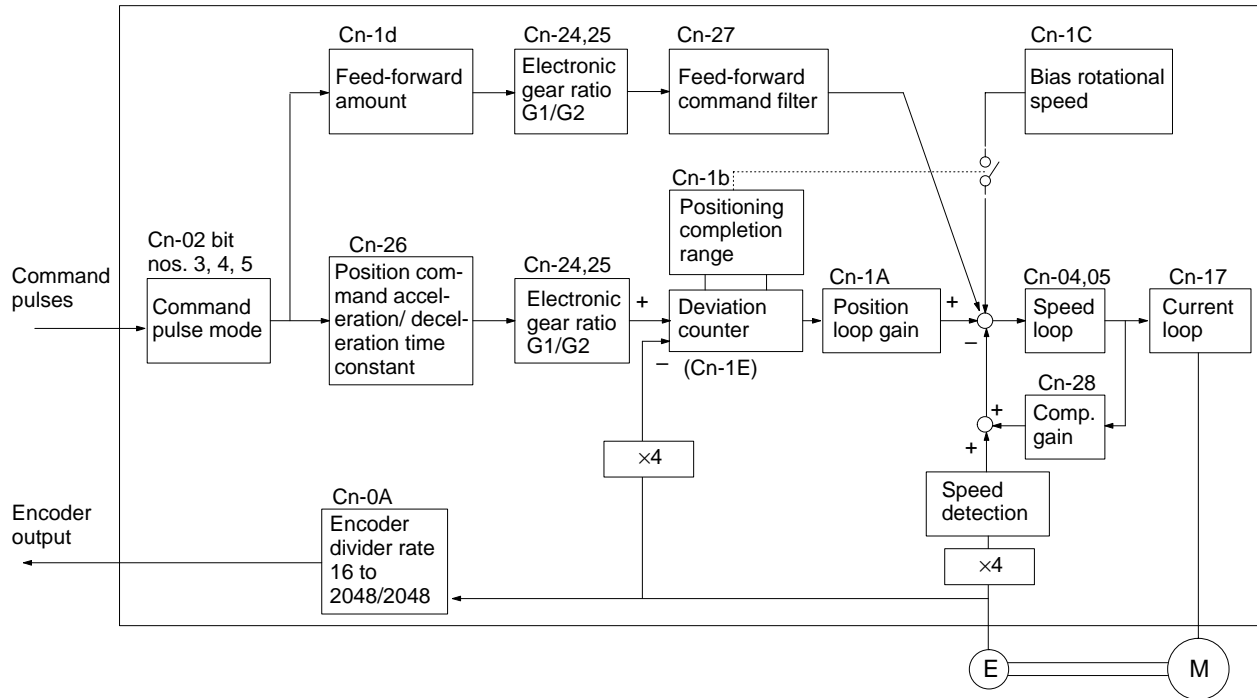 Cn-1d
Feed-forward
amount
Cn-24,25
Electronic
gear ratio
G1/G2
Cn-27
Feed-forward
command filter
Cn-1C
Bias rotational
speed
Command
pulses
Cn-02 bit
nos. 3, 4, 5
Command
pulse mode
Cn-26
Position com-
mand accel-
eration/ decel-
eration time
constant
Cn-24,25
Electronic
gear ratio
G1/G2
+
−
Cn-1b
Positioning
completion
range
Deviation
counter
(Cn-1E)
Cn-1A
Position
loop gain
+
−
Cn-04,05
Speed
loop
Cn-17
Current
loop
Cn-28
Comp.
gain
+
+
×4
Speed
detection
×4
Encoder
output
Cn-0A
Encoder
divider rate
16 to
2048/2048
E
M